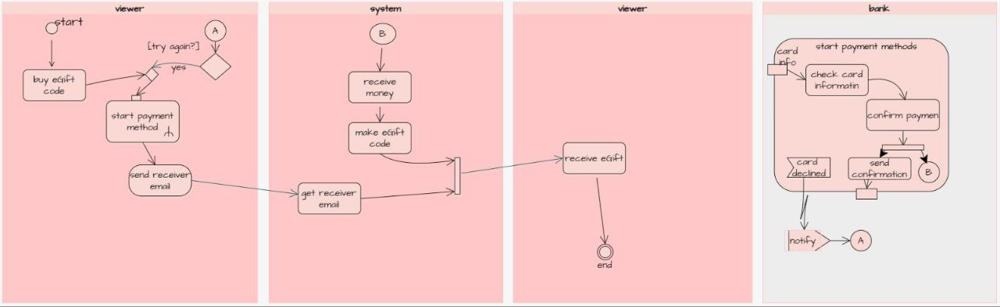 viewer
start
A
[try again?]
yes
buy eGift
code
start payment
method
send receiver
email
system
B
receive
money
make eGift
code
get receiver
email
viewer
receive eGift
end
bank
start payment methods
card
info
check card
informatin
confirm paymen
card
declined
send
confirmation
B
notify
A